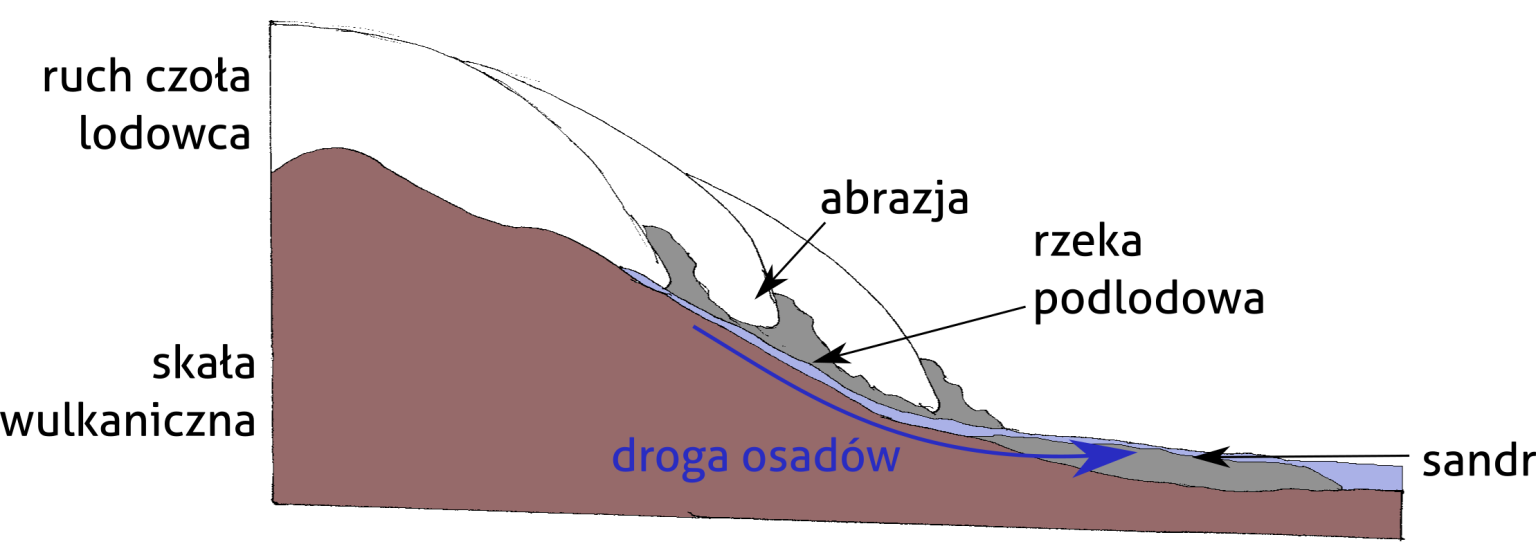 ruch czoła
lodowca
abrazja
rzeka
podlodowa
skała
wulkaniczna
droga osadów
sandr